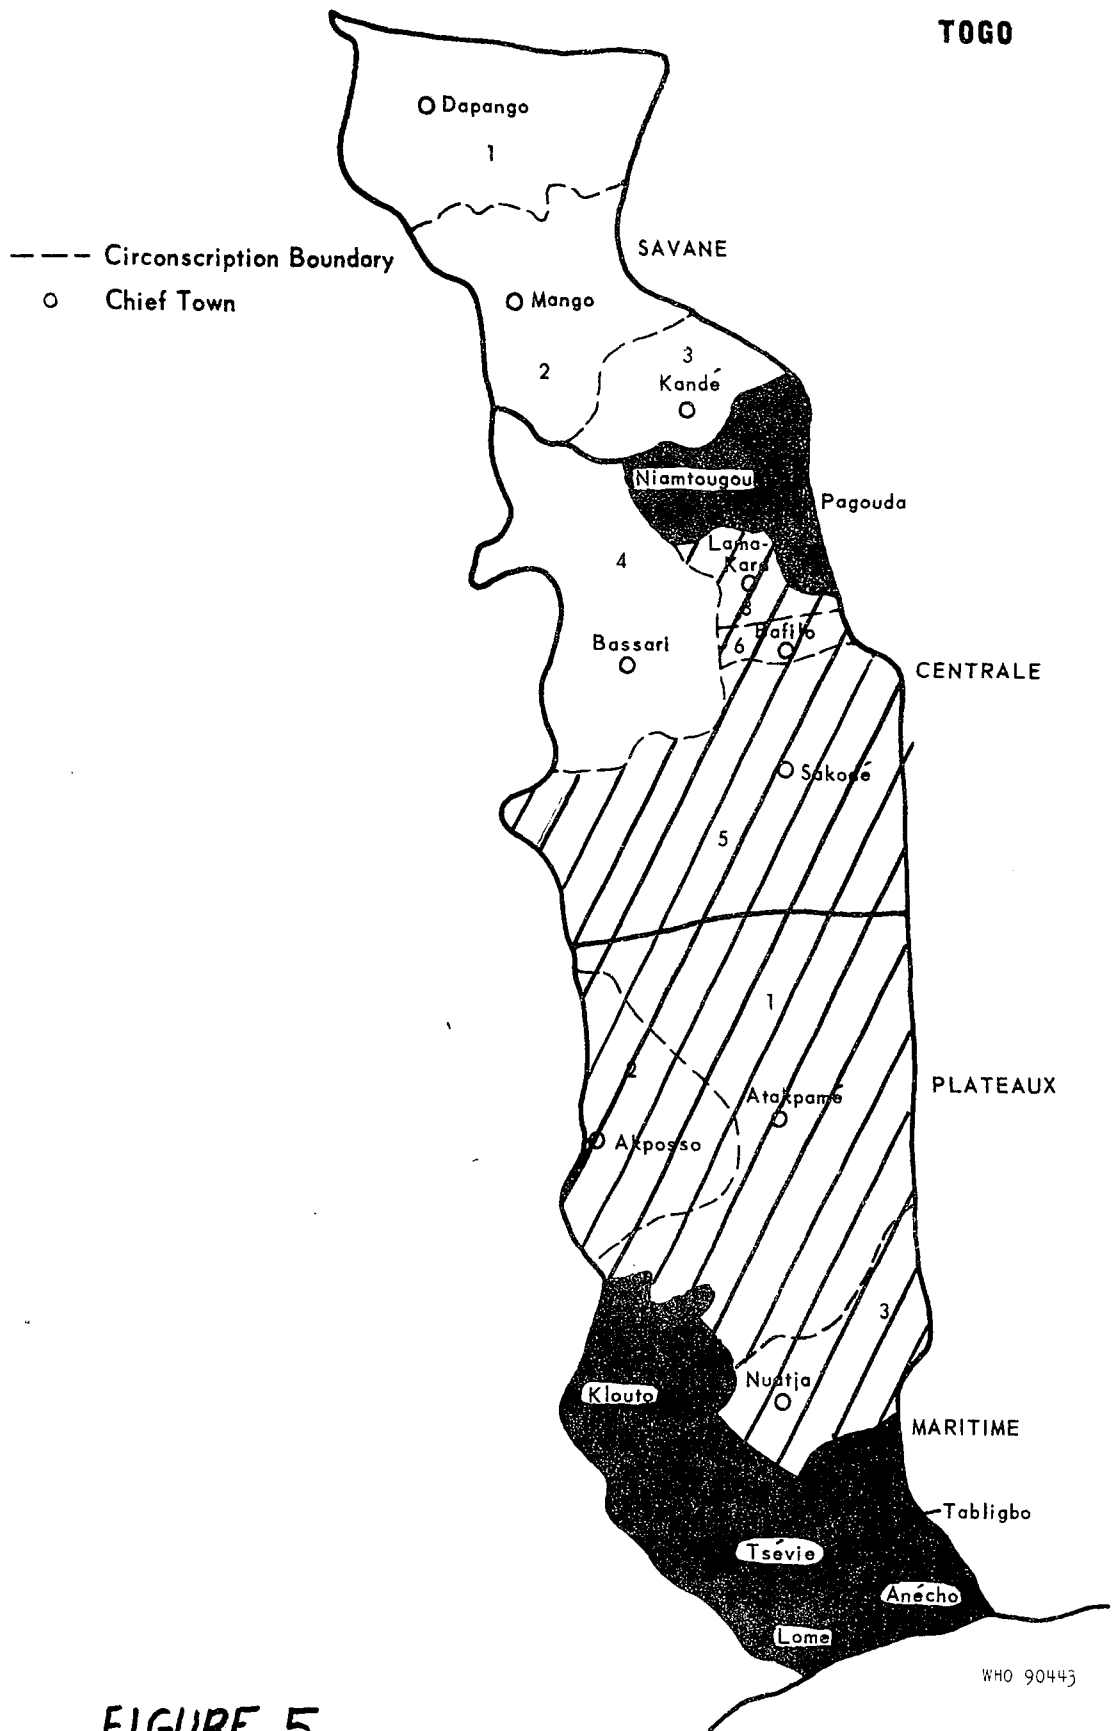 TOGO
Dapango
1
SAVANE
--- Circonscription Boundary
O Chief Town
Mango
2
3
Kandé
Niamtougou
Pagouda
Lama-
Kara
8
4
Bafilo
6
Bassari
CENTRALE
Sokodé
5
1
2
PLATEAUX
Atakpamé
Akposso
3
Klouto
Nuatja
MARITIME
Tabligbo
Tsévie
Anécho
Lome
WHO 90443
FIGURE 5